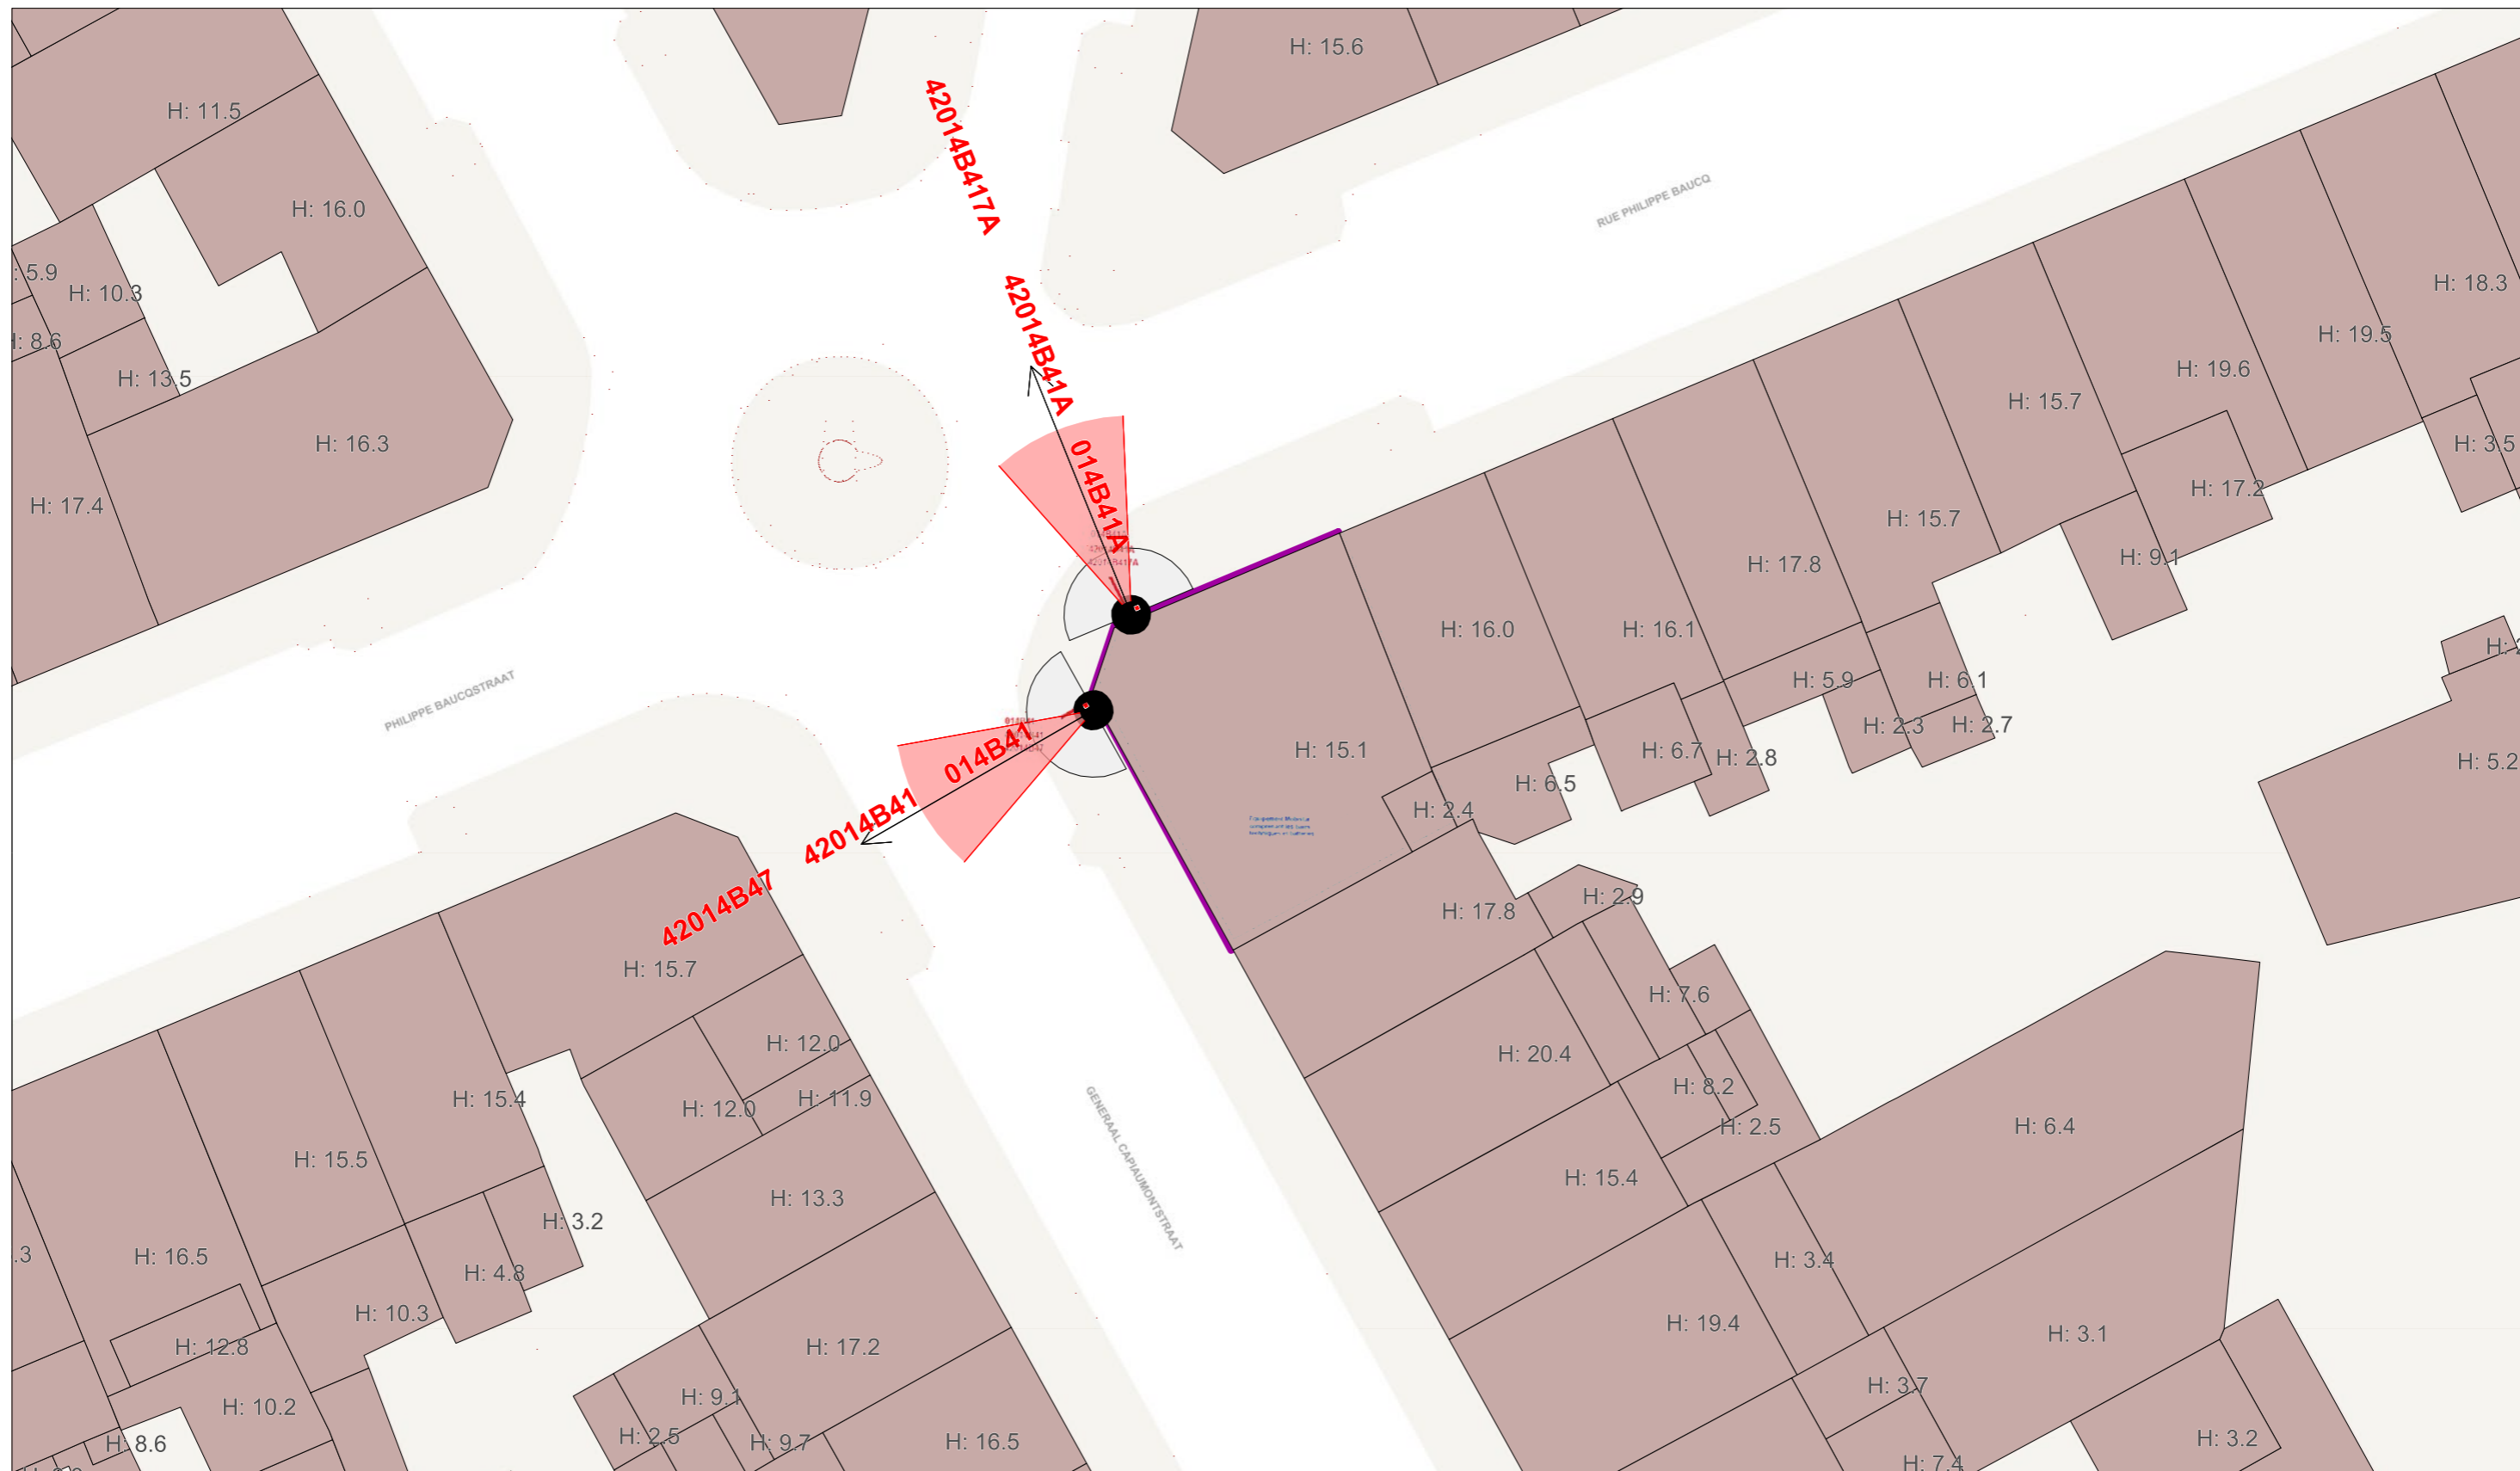 H: 15.6
H: 11.5
42014B417A
H: 16.0
RUE PHILIPPE BAUCQ
: 5.9
H: 10.3
H: 18.3
H: 8.6
H: 19.5
42014B41A
H: 13.5
H: 19.6
H: 15.7
H: 16.3
H: 3.5
014B41A
H: 17.4
H: 17.2
H: 15.7
42014B417A
H: 9.1
H: 17.8
H: 16.0
H: 16.1
H: 5.9
H: 6.1
PHILIPPE BAUCQSTRAAT
H: 2.3
H: 2.7
014B41
H: 15.1
H: 6.7
H: 2.8
H: 5.2
H: 6.5
H: 2.4
42014B41
42014B47
H: 2.9
H: 17.8
H: 15.7
H: 7.6
H: 12.0
H: 20.4
H: 8.2
H: 15.4
H: 12.0
H: 11.9
H: 2.5
H: 6.4
GENERAAL CAPIAUMONTSTRAAT
H: 15.5
H: 15.4
H: 13.3
H: 3.2
.3
H: 16.5
H: 4.8
H: 3.4
H: 10.3
H: 19.4
H: 3.1
H: 12.8
H: 17.2
H: 3.7
H: 9.1
H: 10.2
H: 2.5
H: 9.7
H: 16.5
H: 8.6
H: 3.2
H: 7.4